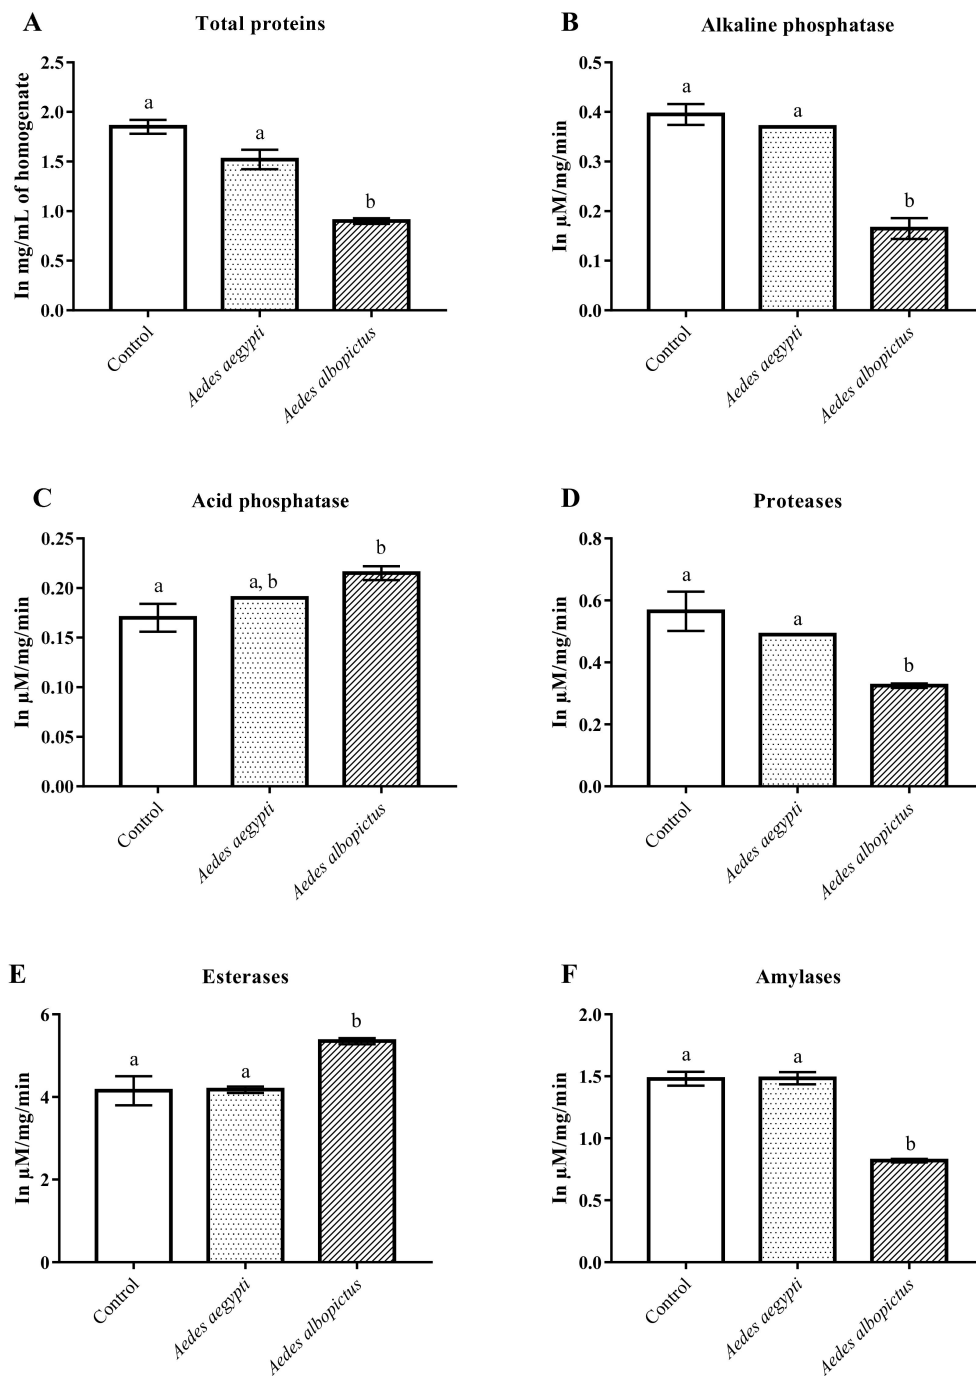 A
Total proteins
In mg/mL of homogenate
2.5
2.0
1.5
1.0
0.5
0.0
a
a
b
Control
Aedes aegypti
Aedes albopictus
B
Alkaline phosphatase
In µM/mg/min
0.5
0.4
0.3
0.2
0.1
0.0
a
a
b
Control
Aedes aegypti
Aedes albopictus
C
Acid phosphatase
In µM/mg/min
0.25
0.20
0.15
0.10
0.05
0.00
a
a, b
b
Control
Aedes aegypti
Aedes albopictus
D
Proteases
In µM/mg/min
0.8
0.6
0.4
0.2
0.0
a
a
b
Control
Aedes aegypti
Aedes albopictus
E
Esterases
In µM/mg/min
6
4
2
0
a
a
b
Control
Aedes aegypti
Aedes albopictus
F
Amylases
In µM/mg/min
2.0
1.5
1.0
0.5
0.0
a
a
b
Control
Aedes aegypti
Aedes albopictus